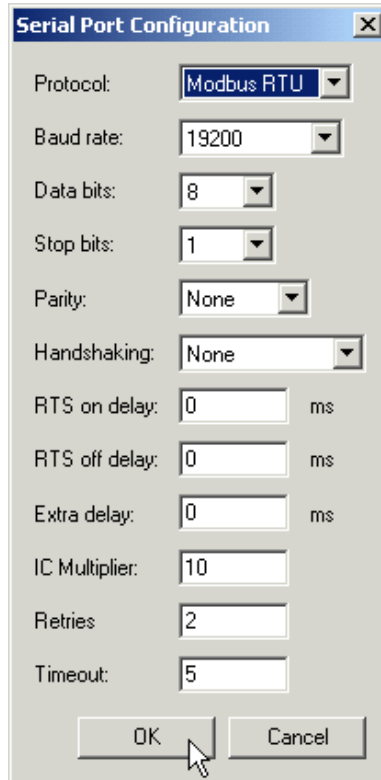 Serial Port Configuration
Protocol: Modbus RTU
Baud rate: 19200
Data bits: 8
Stop bits: 1
Parity: None
Handshaking: None
RTS on delay: 0 ms
RTS off delay: 0 ms
Extra delay: 0 ms
IC Multiplier: 10
Retries 2
Timeout: 5
OK Cancel